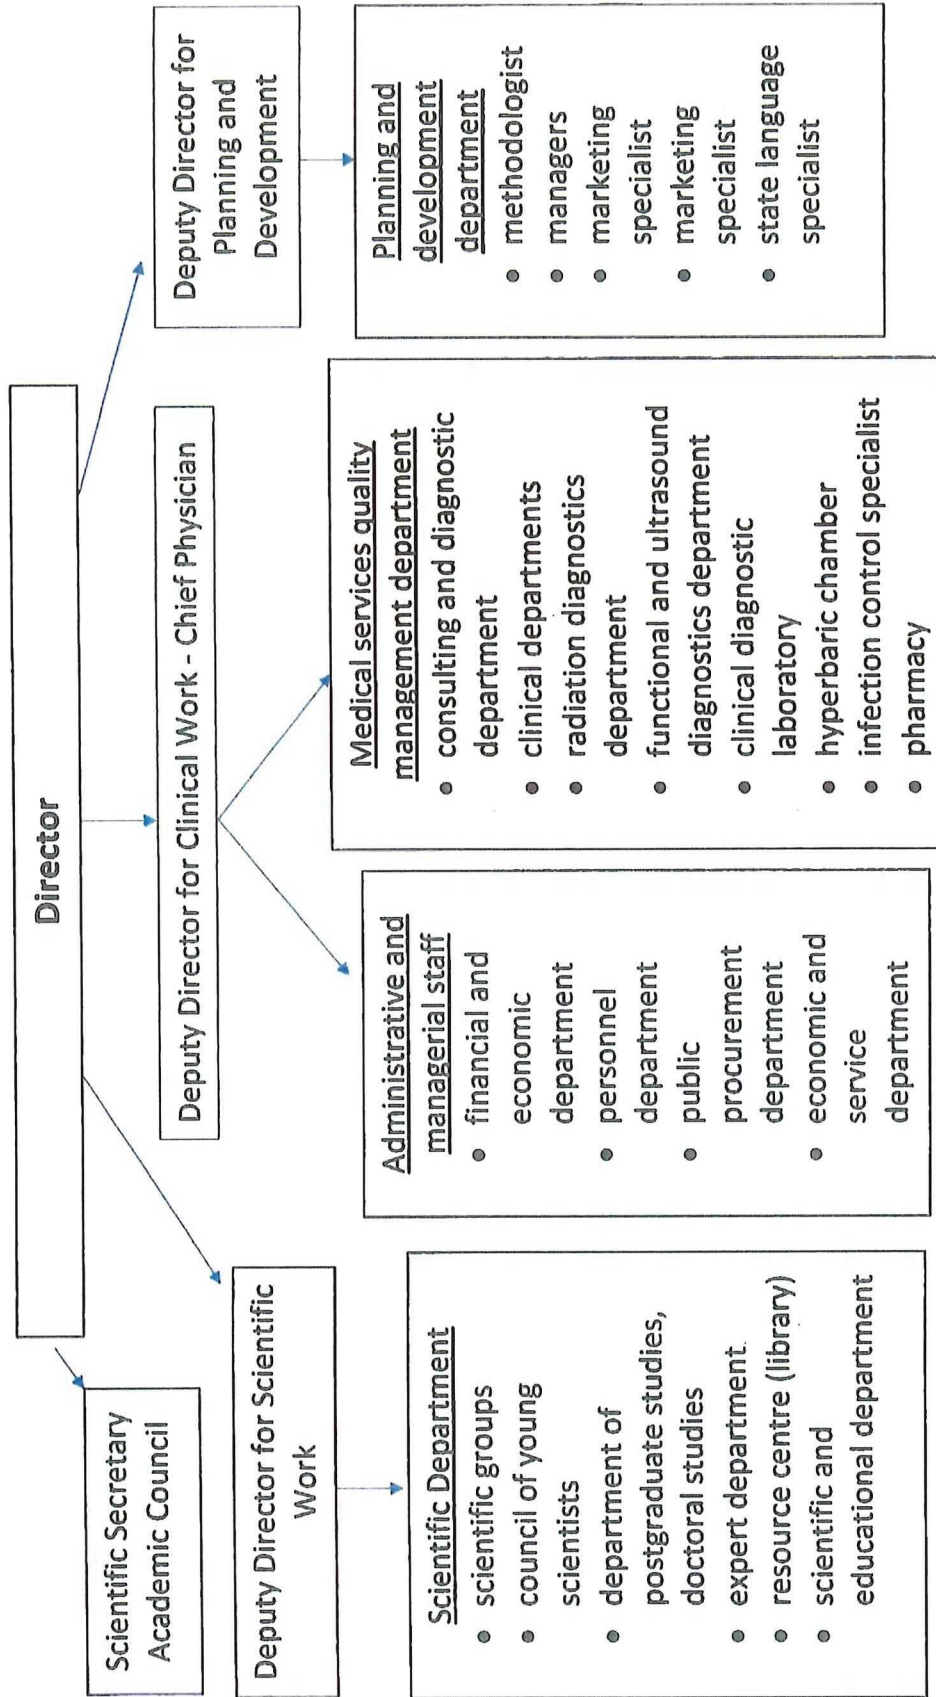 Director
Scientific Secretary
Academic Council
Deputy Director for Scientific
Work
Deputy Director for Clinical Work - Chief Physician
Deputy Director for
Planning and
Development
Scientific Department
• scientific groups
• council of young
scientists
• department of
postgraduate studies,
doctoral studies
• expert department
• resource centre (library)
• scientific and
educational department
Administrative and
managerial staff
• financial and
economic
department
• personnel
department
• public
procurement
department
• economic and
service
department
Medical services quality
management department
• consulting and diagnostic
department
• clinical departments
• radiation diagnostics
department
• functional and ultrasound
diagnostics department
• clinical diagnostic
laboratory
• hyperbaric chamber
• infection control specialist
• pharmacy
Planning and
development
department
• methodologist
• managers
• marketing
specialist
• marketing
specialist
• state language
specialist